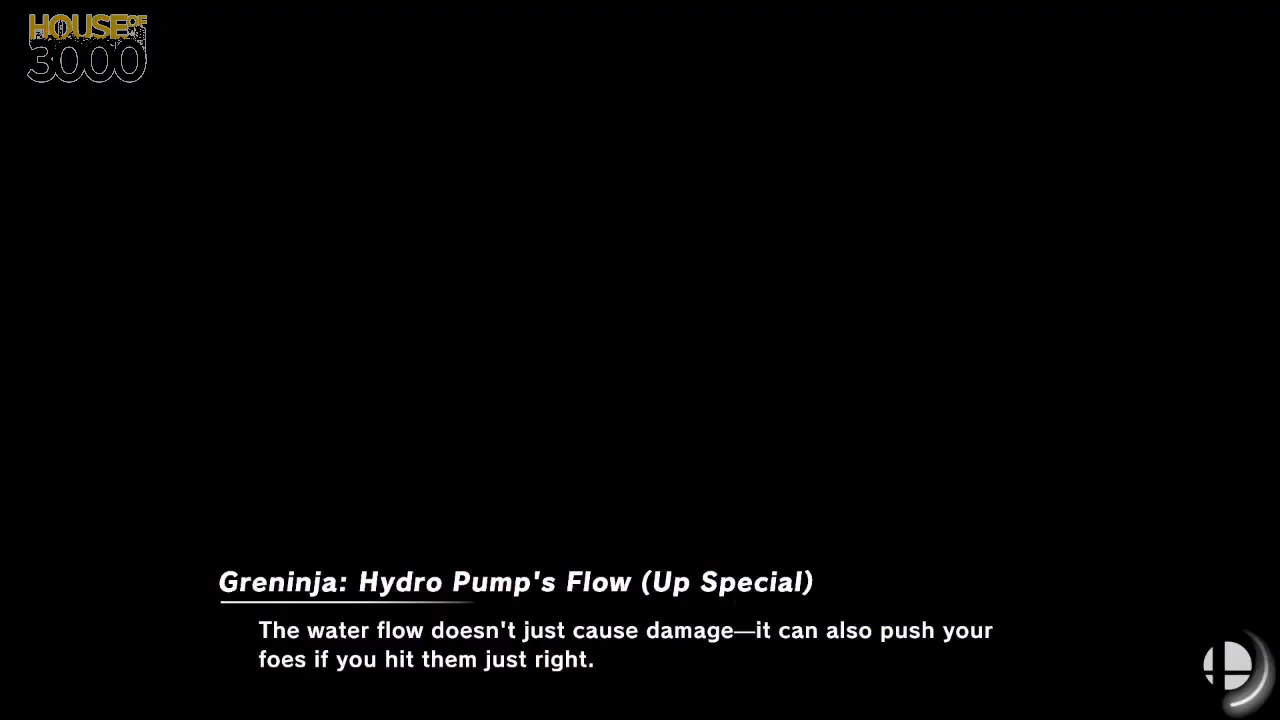 HOUSE OF
3000
Greninja: Hydro Pump's Flow (Up Special)
The water flow doesn't just cause damage—it can also push your
foes if you hit them just right.